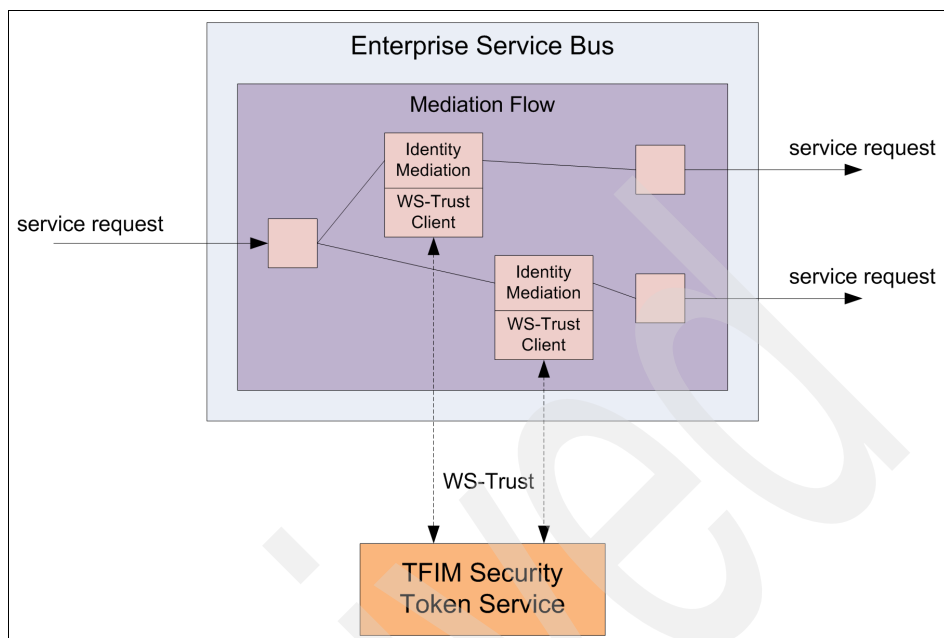 Enterprise Service Bus
Mediation Flow
service request
Identity
Mediation
WS-Trust
Client
service request
Identity
Mediation
WS-Trust
Client
service request
WS-Trust
TFIM Security
Token Service